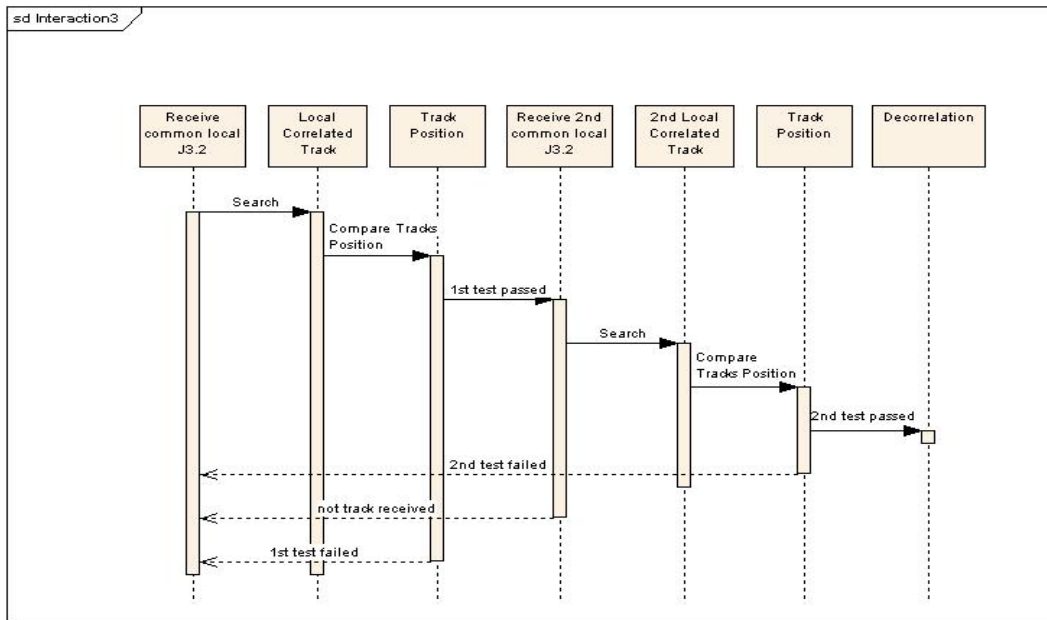 sd Interaction3
Receive
common local
J3.2
Local
Correlated
Track
Track
Position
Receive 2nd
common local
J3.2
2nd Local
Correlated
Track
Track
Position
Decorrelation
Search
Compare Tracks
Position
1st test passed
Search
Compare
Tracks Position
2nd test passed
2nd test failed
not track received
1st test failed